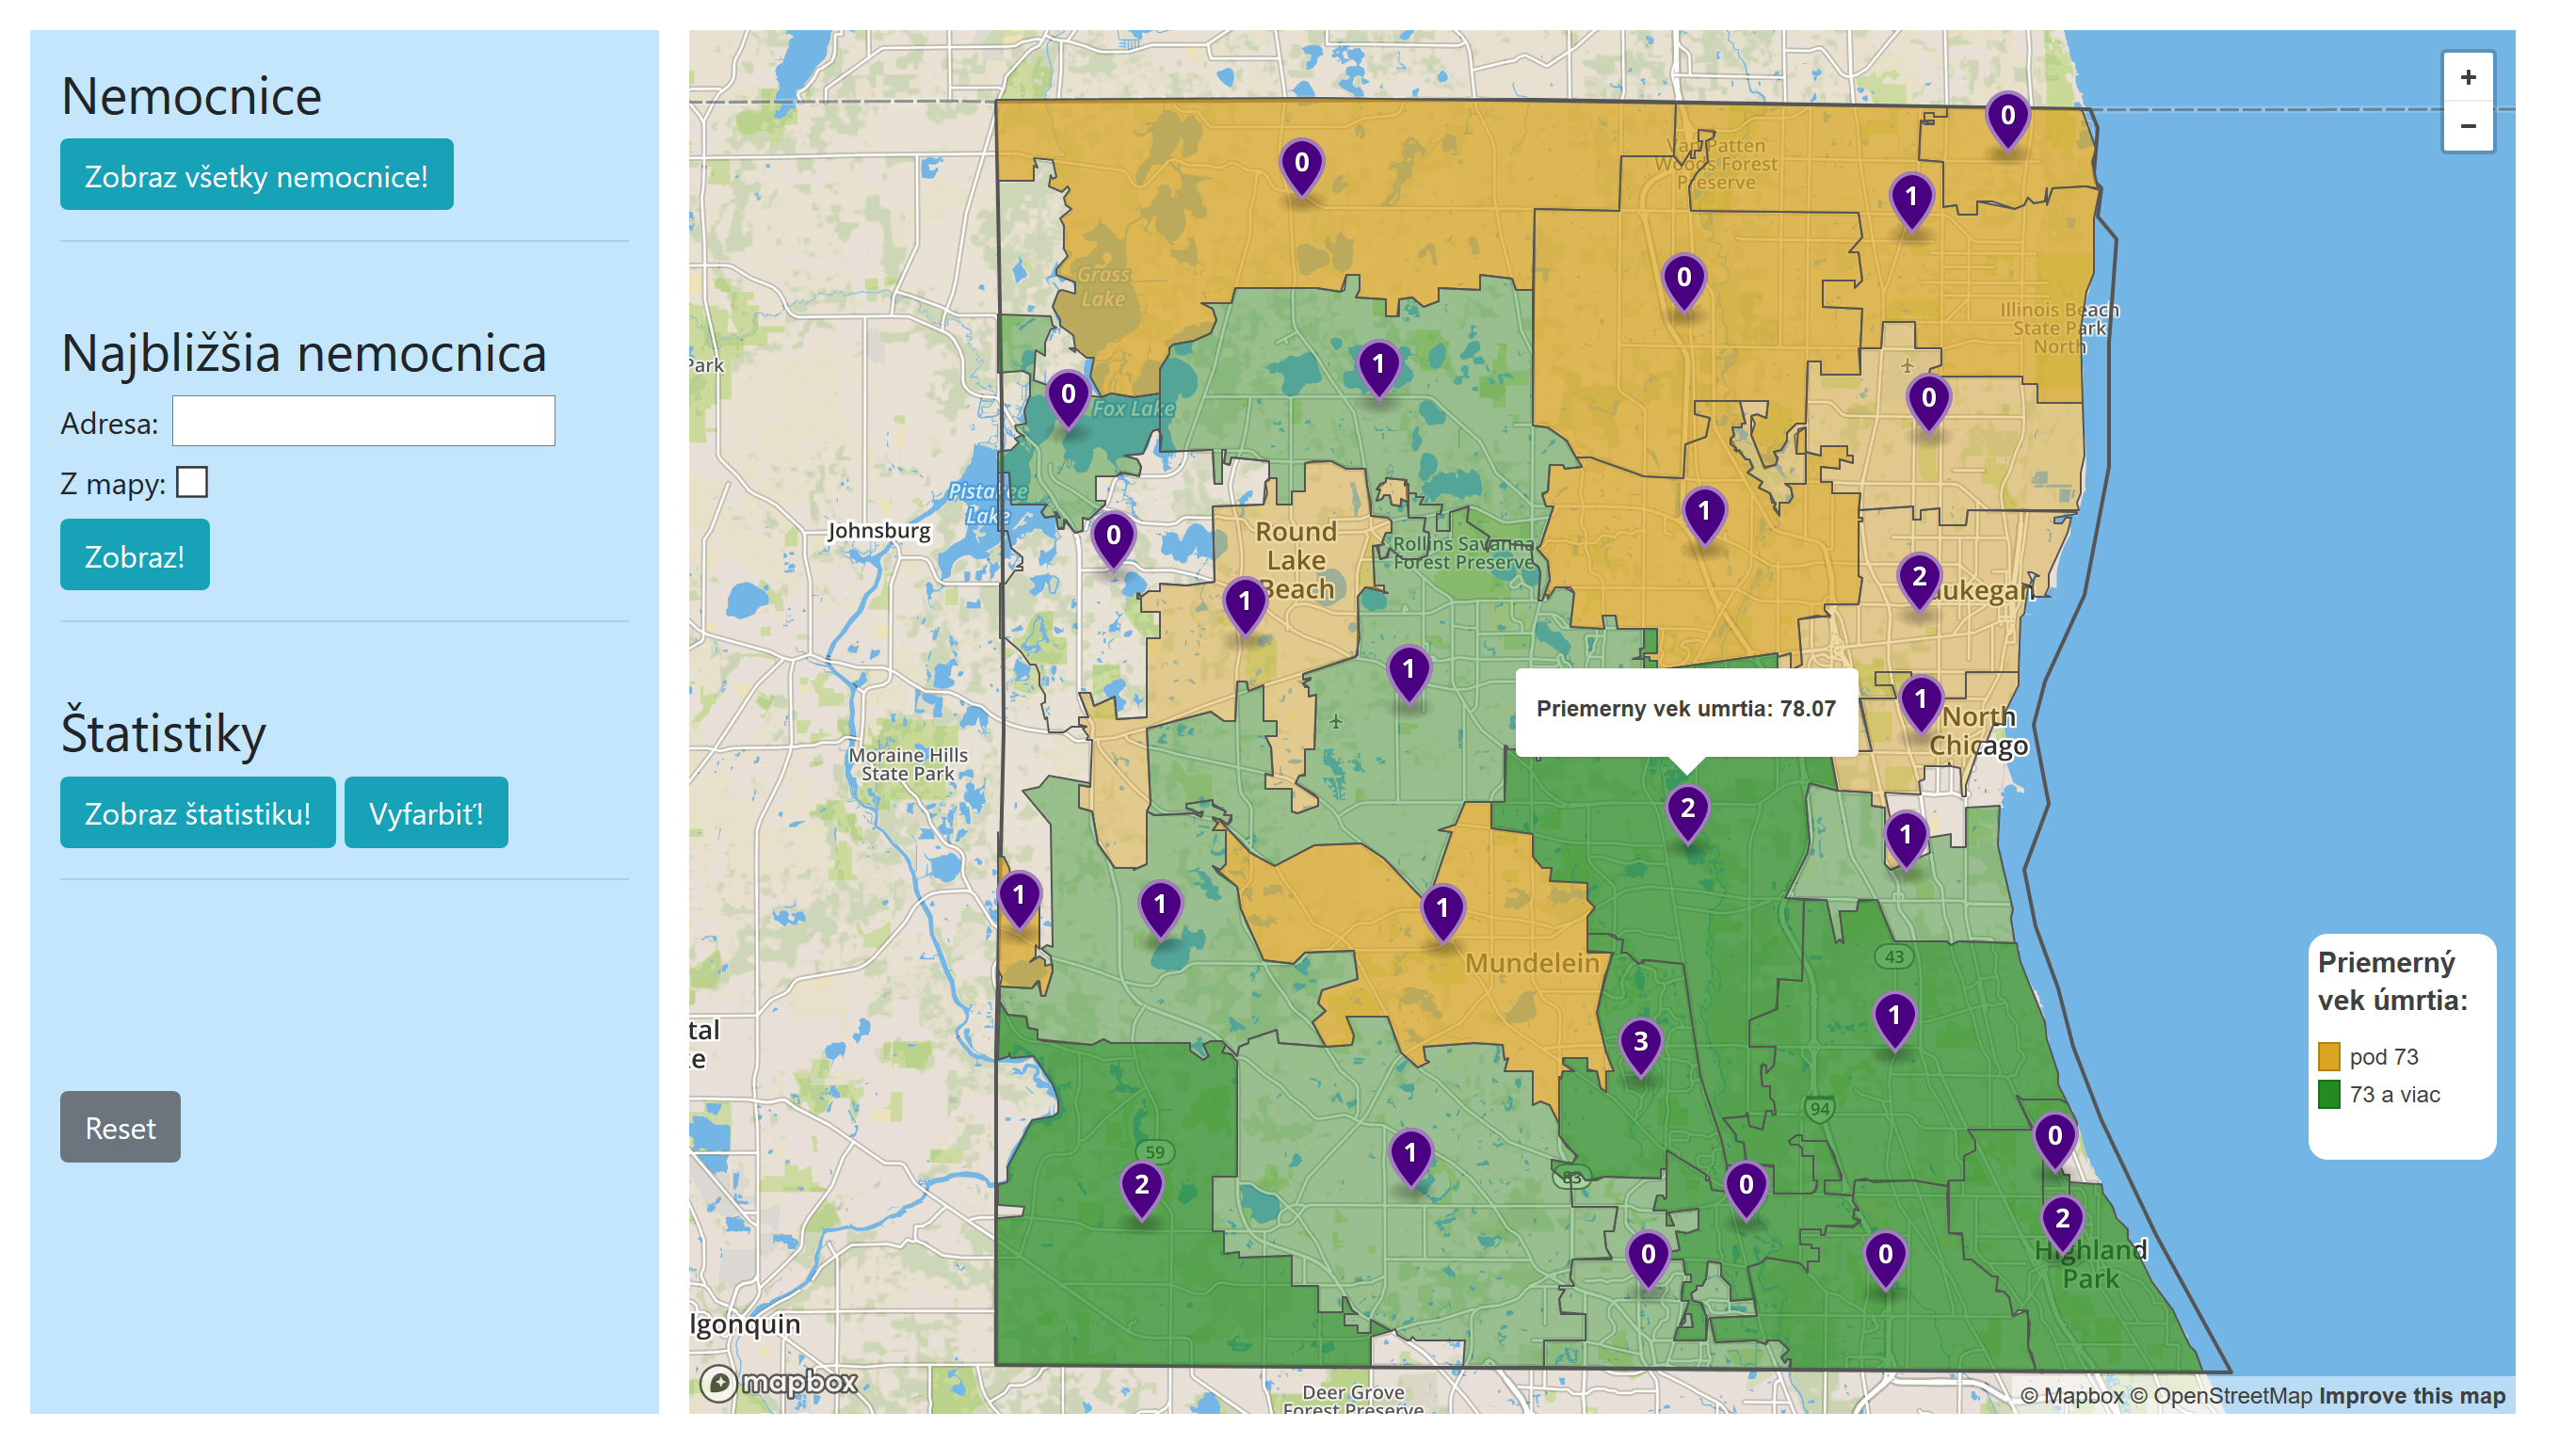 Nemocnice
Zobraz všetky nemocnice!
Najbližšia nemocnica
Adresa:
Z mapy:
Zobraz!
Štatistiky
Zobraz štatistiku!
Vyfarbiť!
Reset
+
−
0
0
Van Patten
Woods Forest
Preserve
1
Grass
Lake
0
Illinois Beach
State Park
North
Park
1
0
Fox Lake
0
Pistakee
Lake
Johnsburg
0
Round
Lake
Beach
Rollins Savanna
Forest Preserve
1
1
2
aukegan
1
Priemerny vek umrtia: 78.07
1
North
Chicago
Moraine Hills
State Park
2
1
1
1
1
Mundelein
43
Priemerný
vek úmrtia:
pod 73
73 a viac
tal
1
3
94
59
1
0
83
2
0
2
0
0
Highland
Park
lgonquin
mapbox
Deer Grove
Forest Preserve
© Mapbox © OpenStreetMap Improve this map